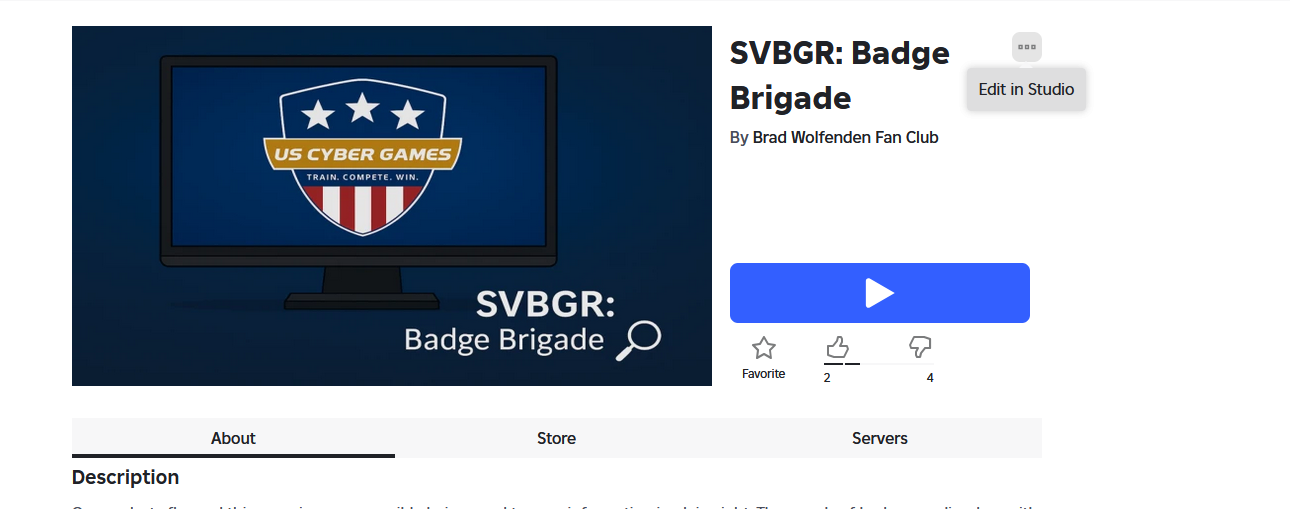 US CYBER GAMES
TRAIN. COMPETE. WIN.
SVBGR:
Badge Brigade
SVBGR: Badge
Brigade
Edit in Studio
By Brad Wolfenden Fan Club
Favorite
2
4
About
Store
Servers
Description